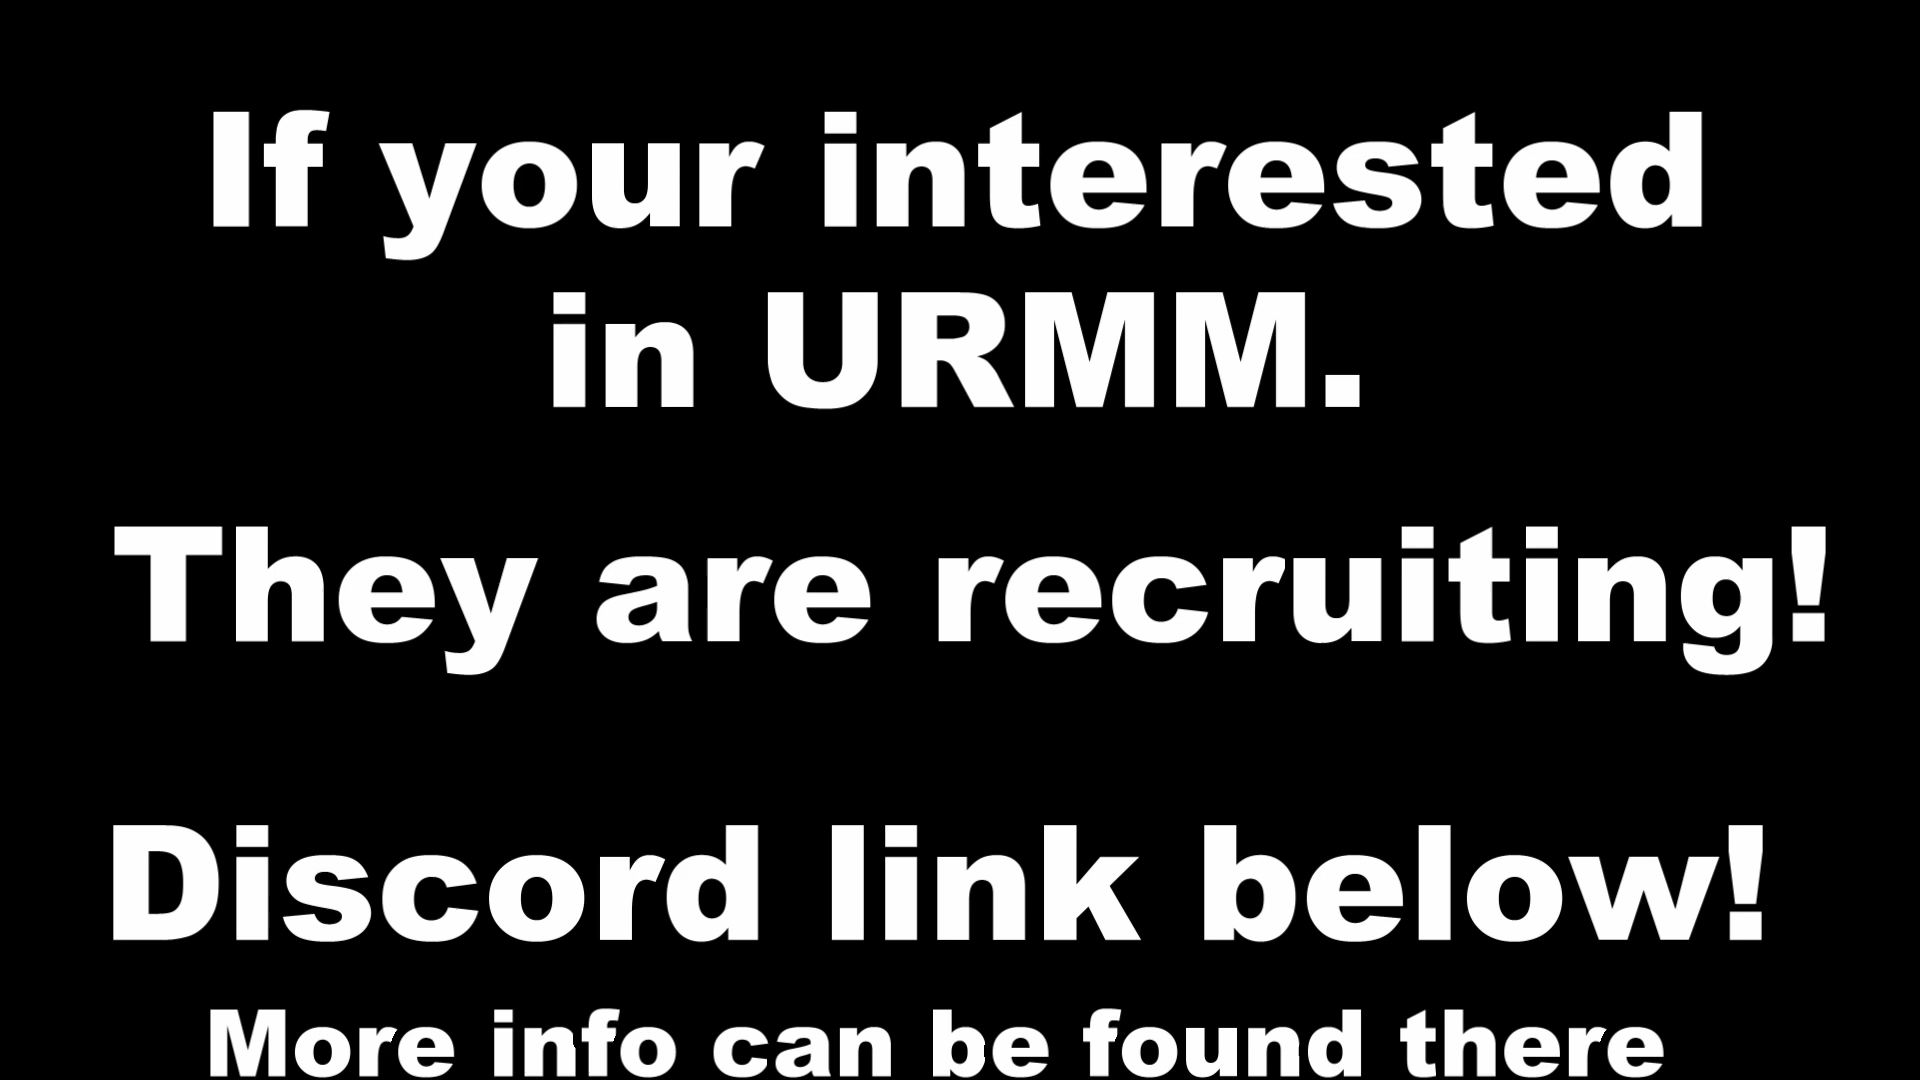 If your interested
in URMM.
They are recruiting!
Discord link below!
More info can be found there